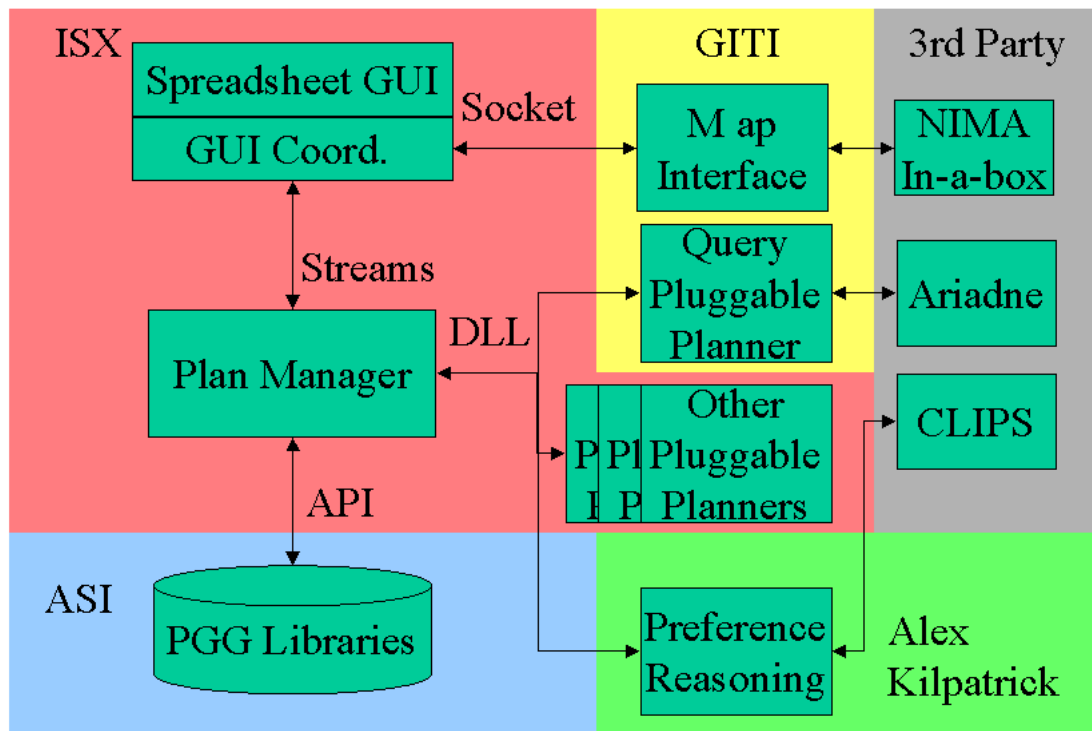 ISX
Spreadsheet GUI
GUI Coord.
Socket
GITI
M ap
Interface
3rd Party
NIMA
In-a-box
Streams
Query
Pluggable
Planner
Ariadne
DLL
Plan Manager
CLIPS
P
P
Pl
P
Other
Pluggable
Planners
API
ASI
PGG Libraries
Preference
Reasoning
Alex
Kilpatrick